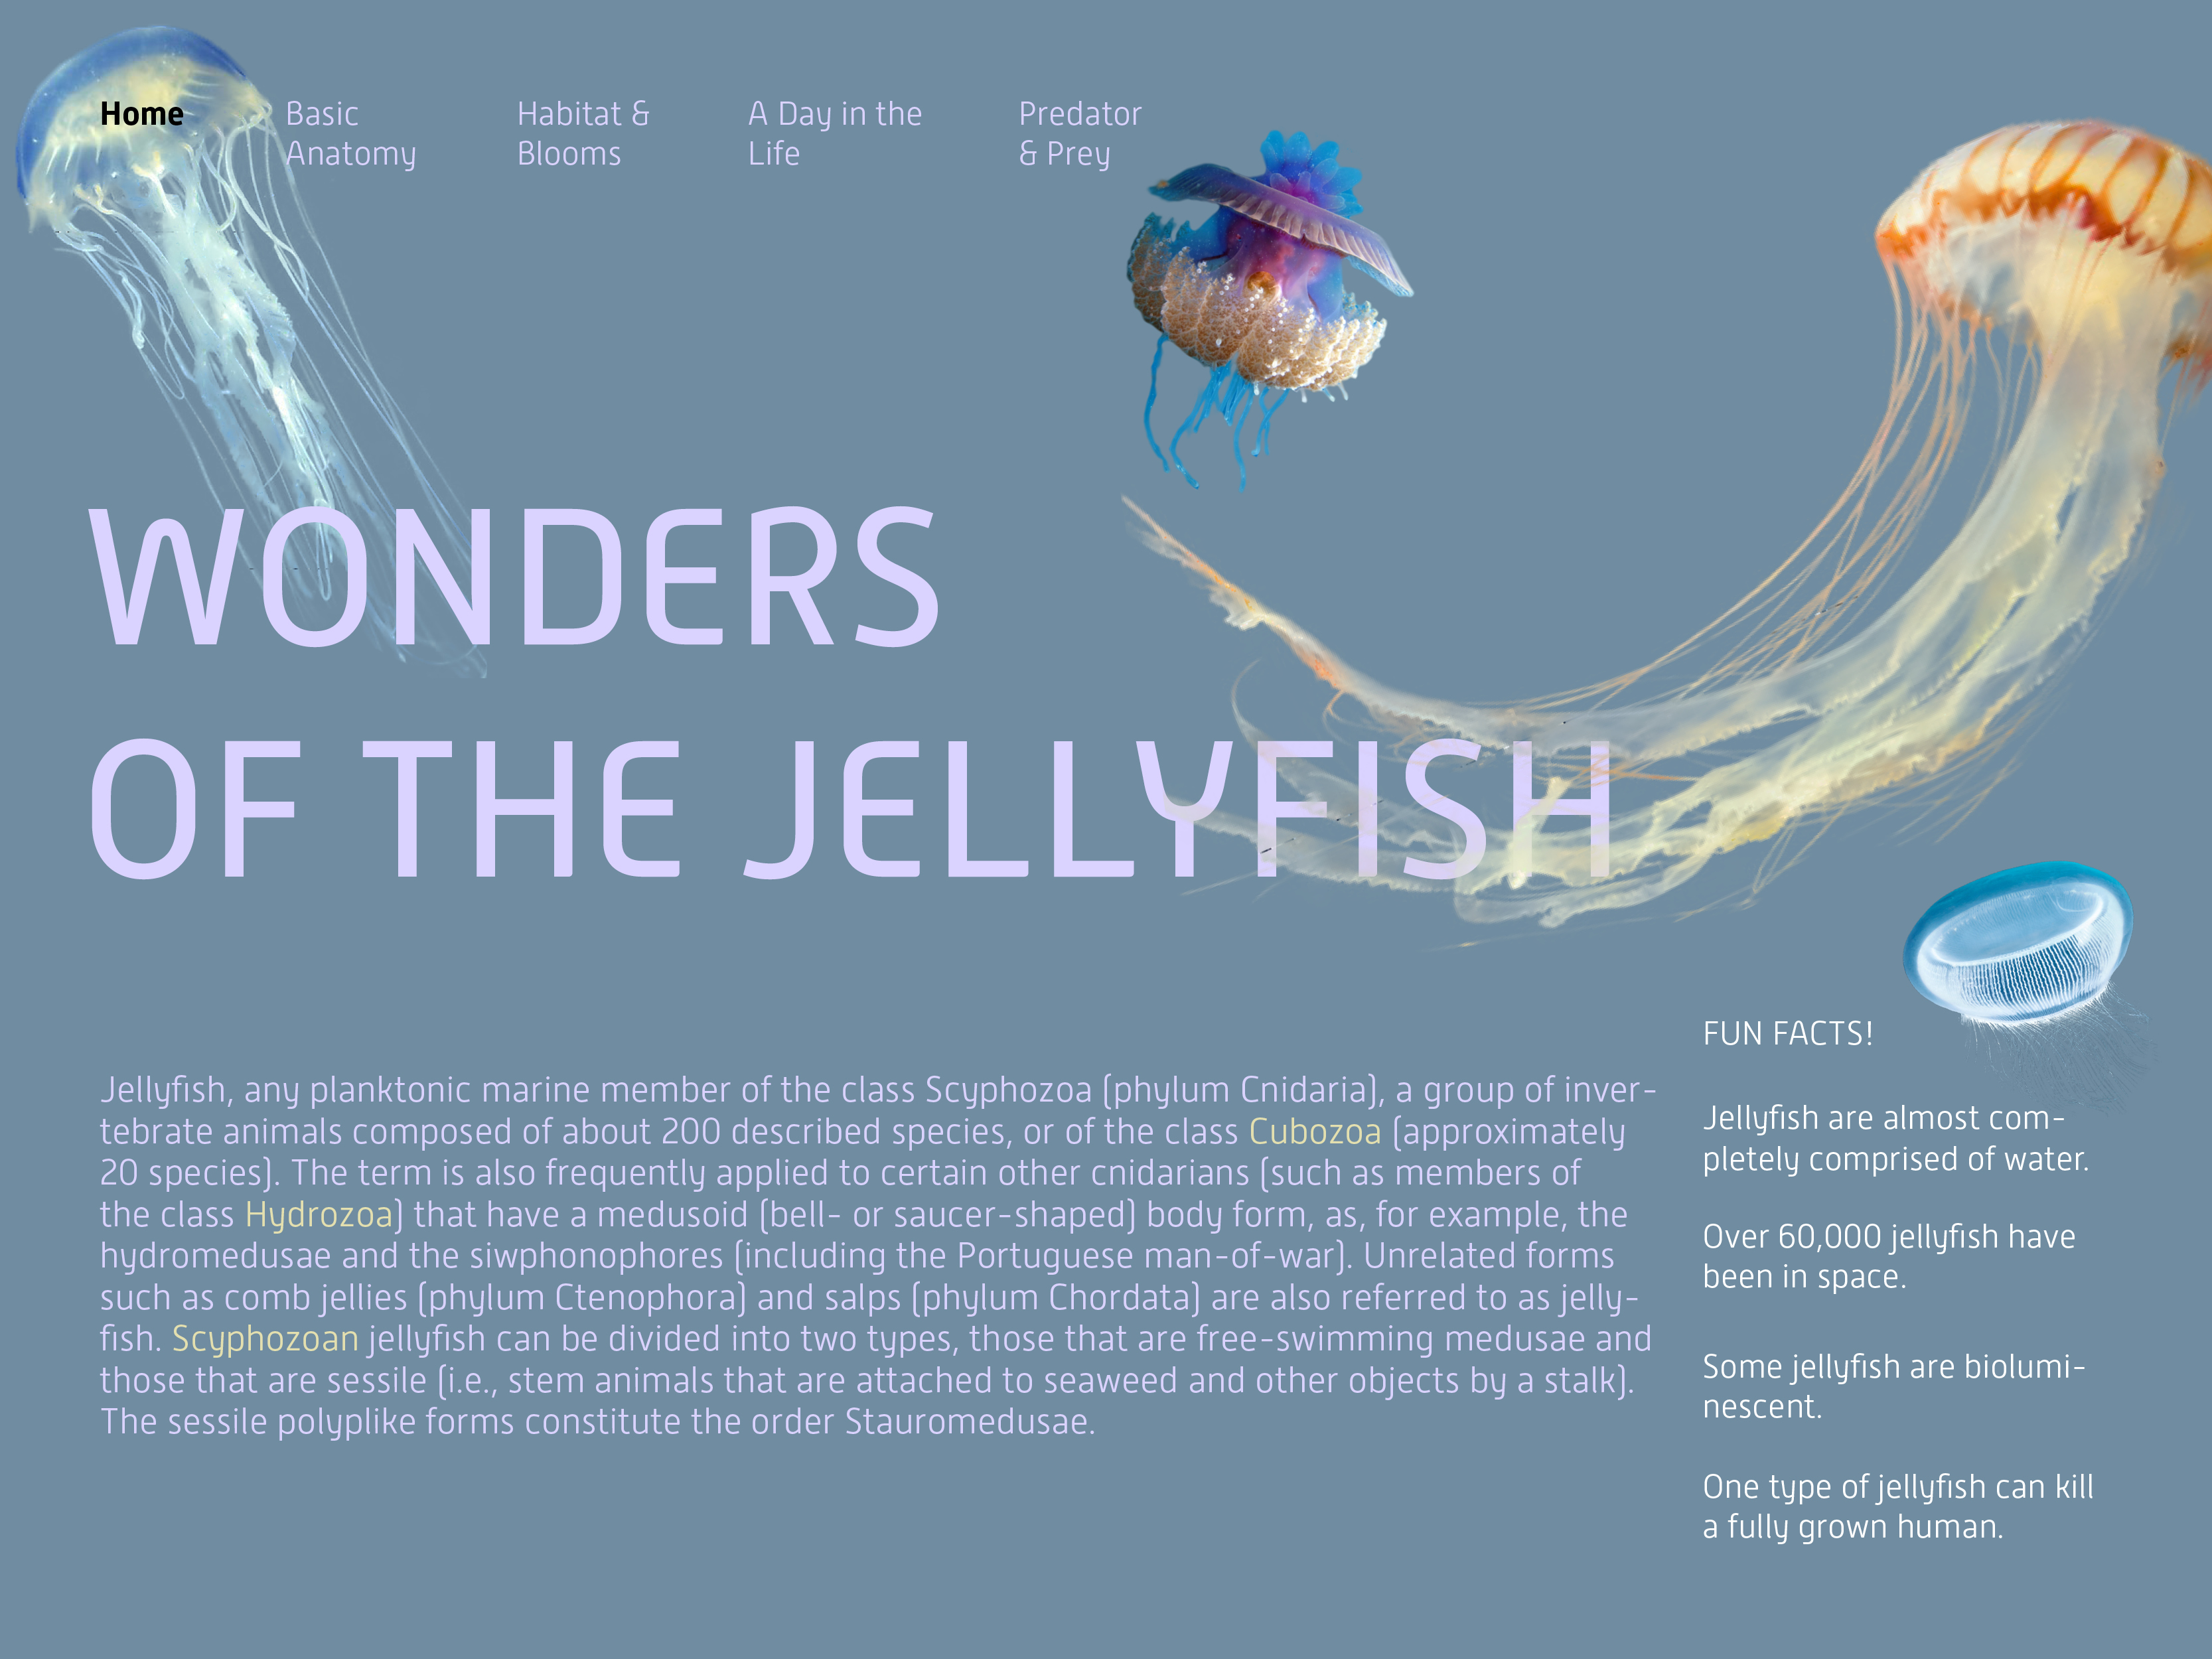 Home
Basic
Anatomy
Habitat &
Blooms
A Day in the
Life
Predator
& Prey
WONDERS
OF THE JELLYFISH
Jellyfish, any planktonic marine member of the class Scyphozoa (phylum Cnidaria), a group of inver-
tebrate animals composed of about 200 described species, or of the class Cubozoa (approximately
20 species). The term is also frequently applied to certain other cnidarians (such as members of
the class Hydrozoa) that have a medusoid (bell- or saucer-shaped) body form, as, for example, the
hydromedusae and the siwphonophores (including the Portuguese man-of-war). Unrelated forms
such as comb jellies (phylum Ctenophora) and salps (phylum Chordata) are also referred to as jelly-
fish. Scyphozoan jellyfish can be divided into two types, those that are free-swimming medusae and
those that are sessile (i.e., stem animals that are attached to seaweed and other objects by a stalk).
The sessile polyplike forms constitute the order Stauromedusae.
FUN FACTS!
Jellyfish are almost com-
pletely comprised of water.
Over 60,000 jellyfish have
been in space.
Some jellyfish are biolumi-
nescent.
One type of jellyfish can kill
a fully grown human.